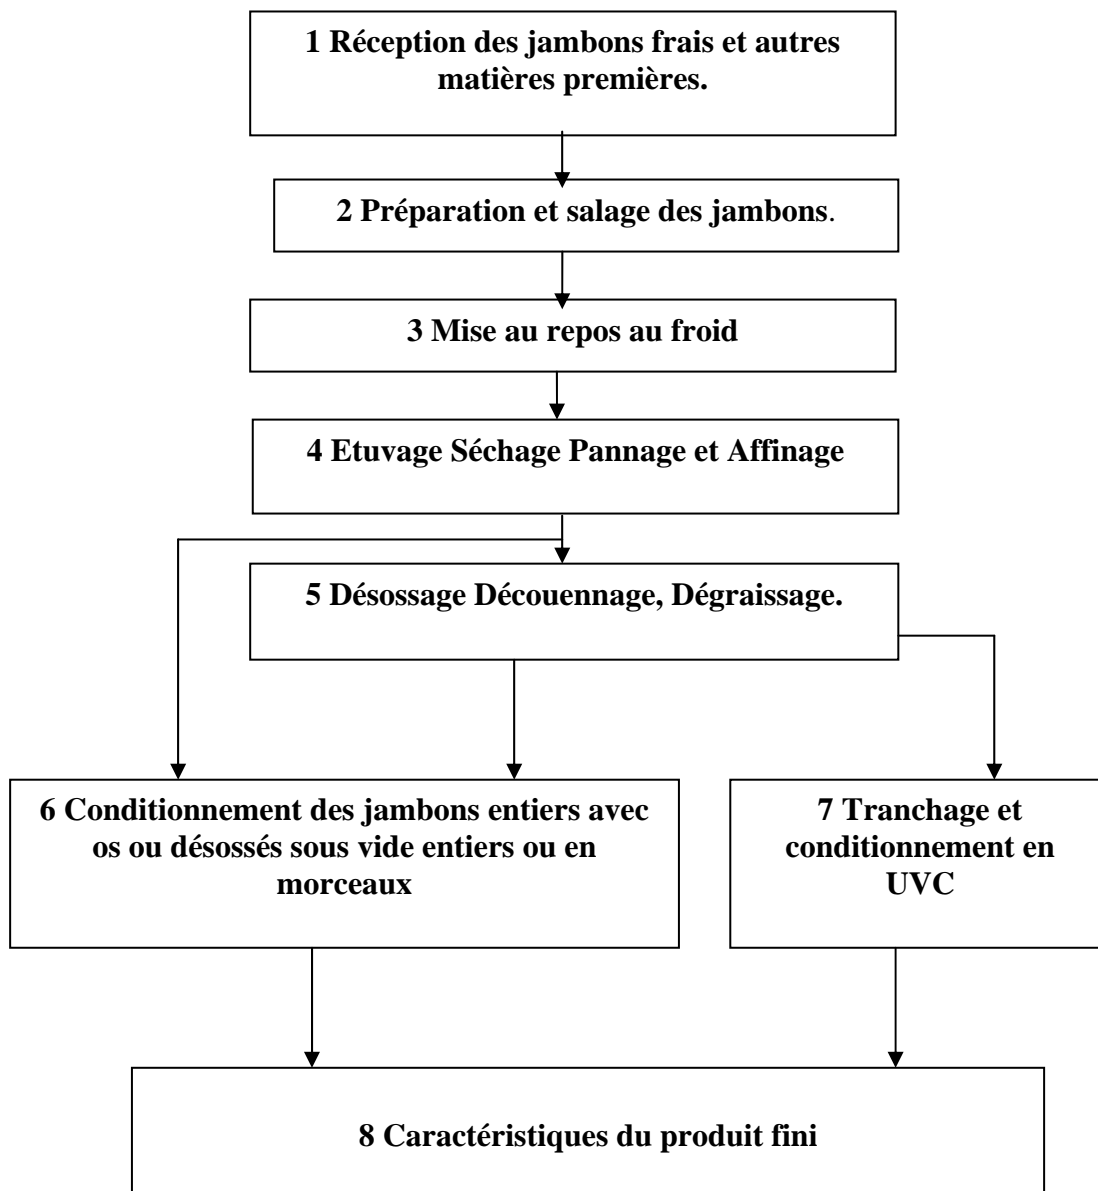 1 Réception des jambons frais et autres
matières premières.
2 Préparation et salage des jambons.
3 Mise au repos au froid
4 Etuvage Séchage Pannage et Affinage
5 Désossage Découennage, Dégraissage.
6 Conditionnement des jambons entiers avec
os ou désossés sous vide entiers ou en
morceaux
7 Tranchage et
conditionnement en
UVC
8 Caractéristiques du produit fini